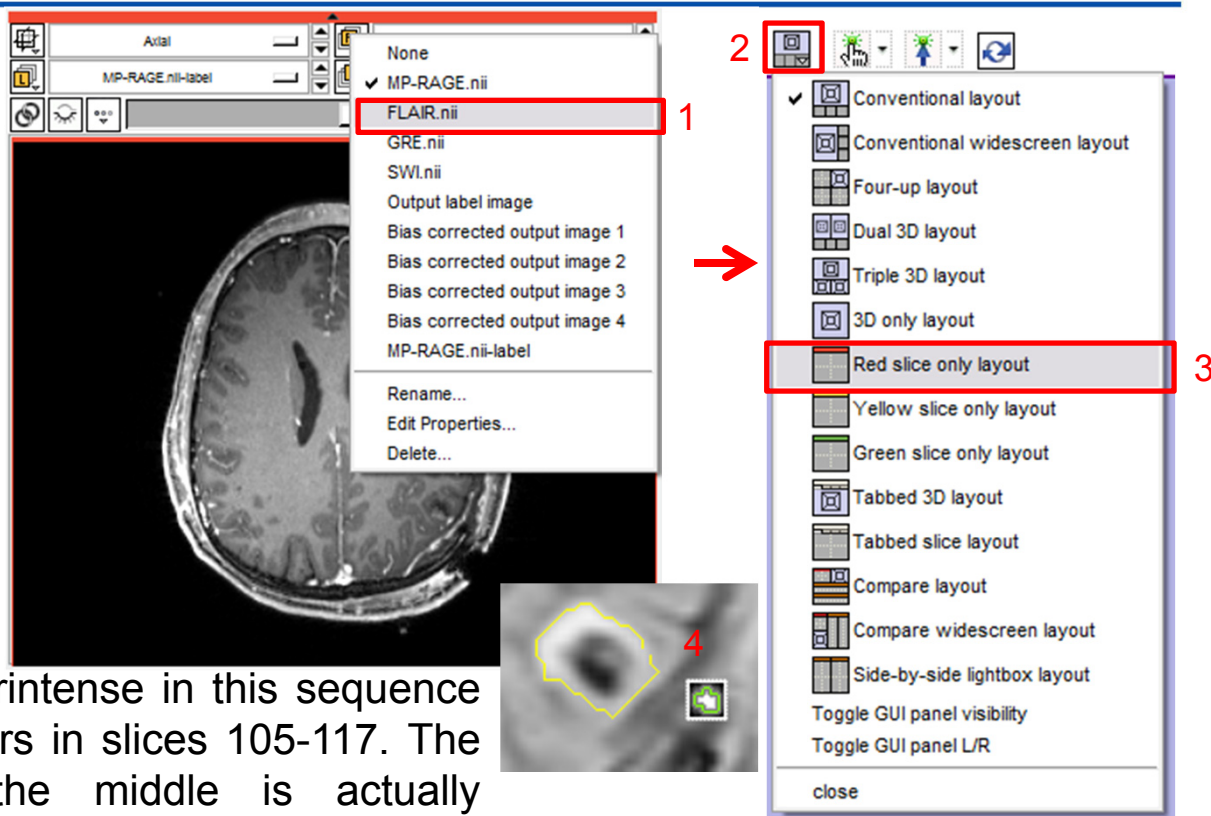 Axial
MP-RAGE.nii-label
None
MP-RAGE.nii
FLAIR.nii
1
GRE.nii
SWI.nii
Output label image
Bias corrected output image 1
Bias corrected output image 2
Bias corrected output image 3
Bias corrected output image 4
MP-RAGE.nii-label
Rename...
Edit Properties...
Delete...
2
Conventional layout
Conventional widescreen layout
Four-up layout
Dual 3D layout
Triple 3D layout
3D only layout
Red slice only layout
3
Yellow slice only layout
Green slice only layout
Tabbed 3D layout
Tabbed slice layout
Compare layout
Compare widescreen layout
Side-by-side lightbox layout
Toggle GUI panel visibility
Toggle GUI panel L/R
close
4
rintense in this sequence
rs in slices 105-117. The
the middle is actually